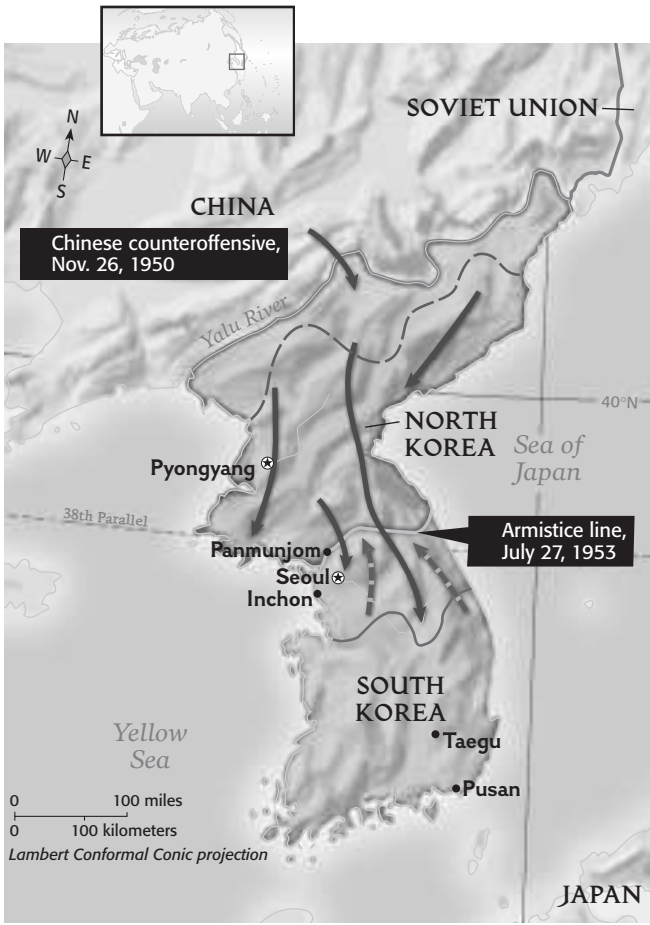 N
W
E
S
SOVIET UNION
CHINA
Chinese counteroffensive,
Nov. 26, 1950
Yalu River
40°N
NORTH
KOREA
Sea of
Japan
Pyongyang
38th Parallel
Armistice line,
July 27, 1953
Panmunjom
Seoul
Inchon
SOUTH
KOREA
Yellow
Sea
Taegu
Pusan
0 100 miles
0 100 kilometers
Lambert Conformal Conic projection
JAPAN